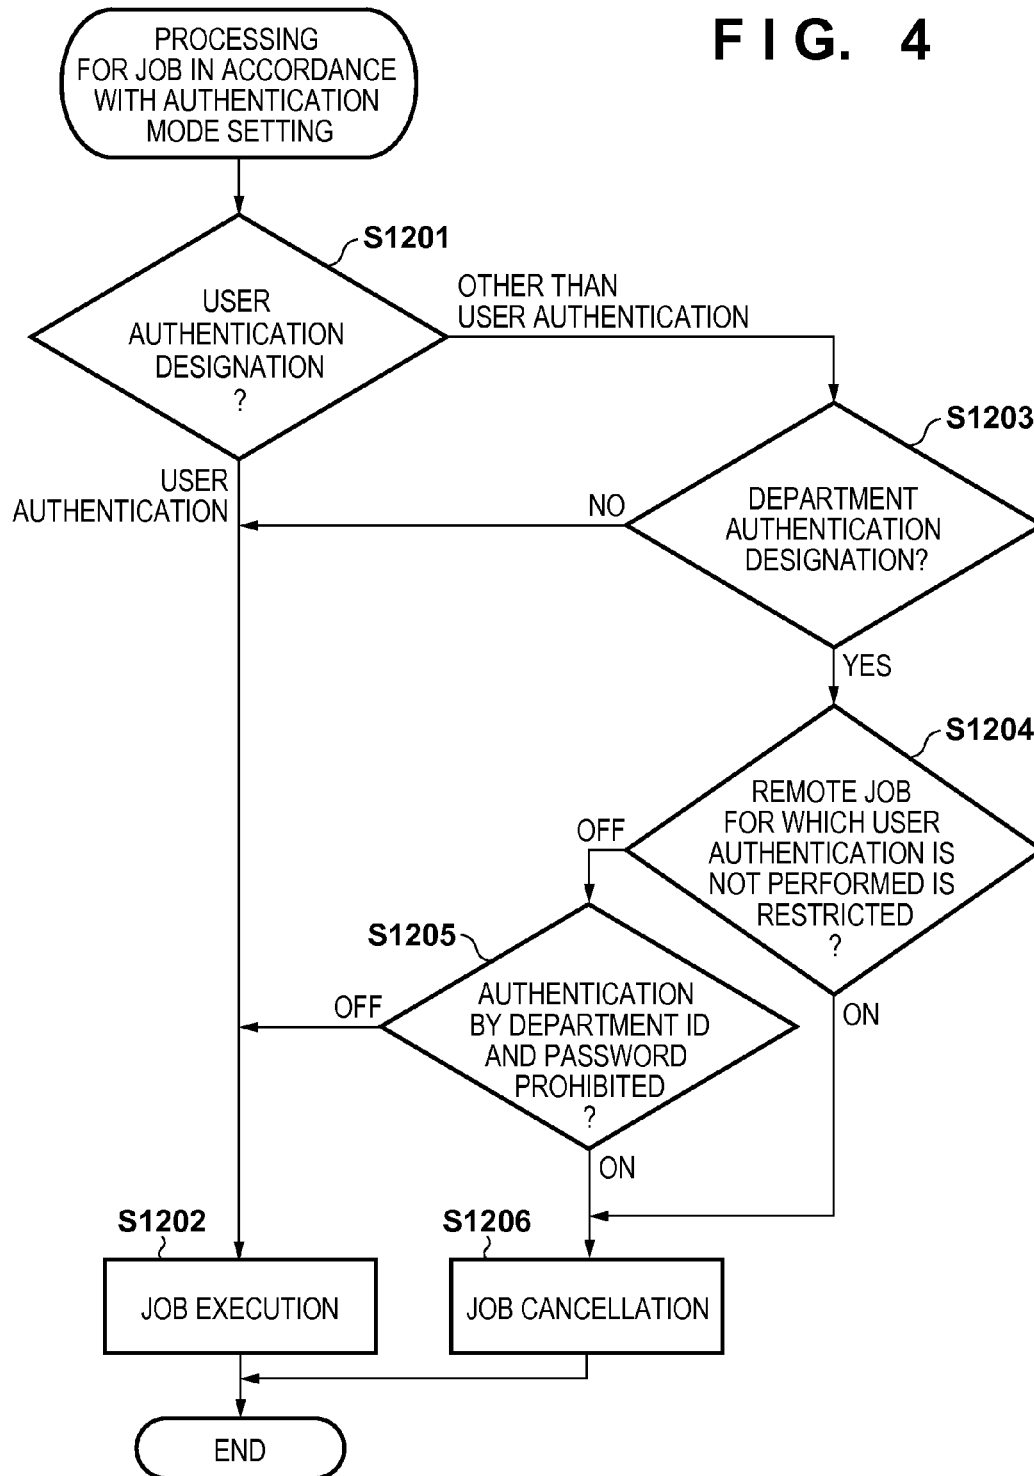 FIG. 4
PROCESSING
FOR JOB IN ACCORDANCE
WITH AUTHENTICATION
MODE SETTING
S1201
USER
AUTHENTICATION
DESIGNATION
?
OTHER THAN
USER AUTHENTICATION
S1203
USER
AUTHENTICATION
NO
DEPARTMENT
AUTHENTICATION
DESIGNATION?
YES
S1204
REMOTE JOB
FOR WHICH USER
AUTHENTICATION IS
NOT PERFORMED IS
RESTRICTED
?
OFF
S1205
ON
OFF
AUTHENTICATION
BY DEPARTMENT ID
AND PASSWORD
PROHIBITED
?
ON
S1202
JOB EXECUTION
S1206
JOB CANCELLATION
END